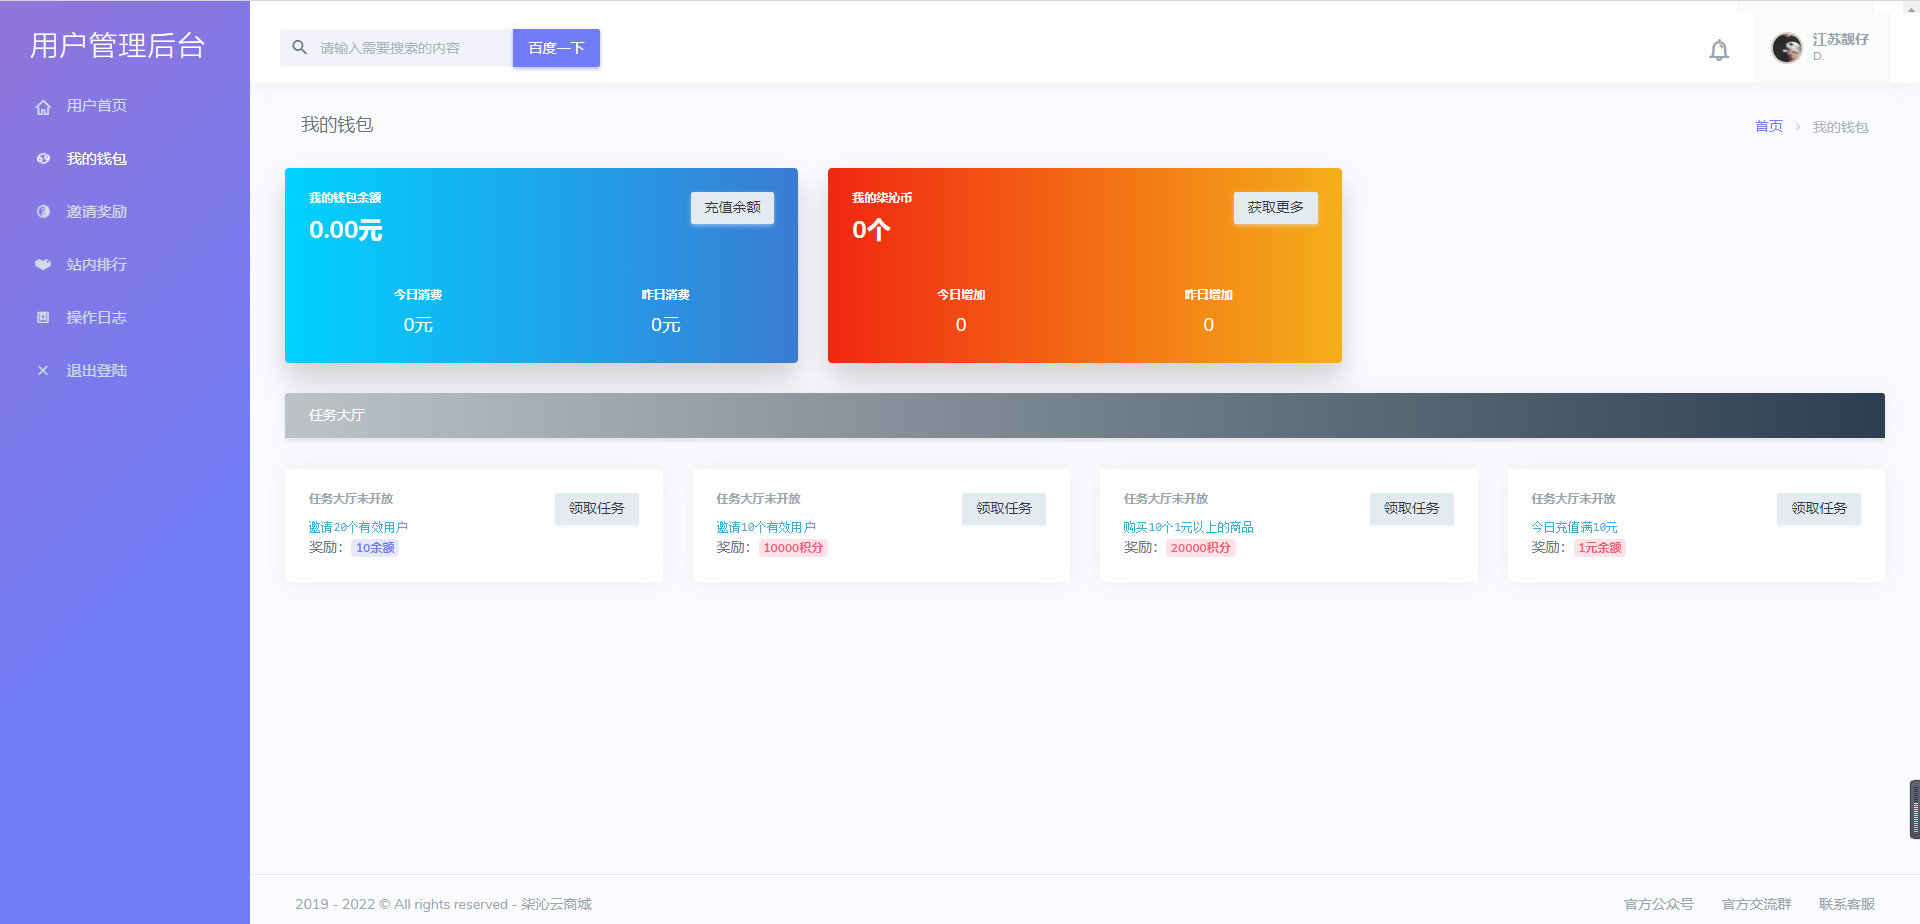 用户管理后台
用户首页
我的钱包
邀请奖励
站内排行
操作日志
退出登陆
请输入需要搜索的内容
百度一下
江苏靓仔
D.
我的钱包
首页 › 我的钱包
我的钱包余额
0.00元
充值余额
今日消费
0元
昨日消费
0元
我的柒沁币
0个
获取更多
今日增加
0
昨日增加
0
任务大厅
任务大厅未开放
领取任务
邀请20个有效用户
奖励： 10余额
任务大厅未开放
领取任务
邀请10个有效用户
奖励： 10000积分
任务大厅未开放
领取任务
购买10个1元以上的商品
奖励： 20000积分
任务大厅未开放
领取任务
今日充值满10元
奖励： 1元余额
2019 - 2022 © All rights reserved - 柒沁云商城
官方公众号 官方交流群 联系客服